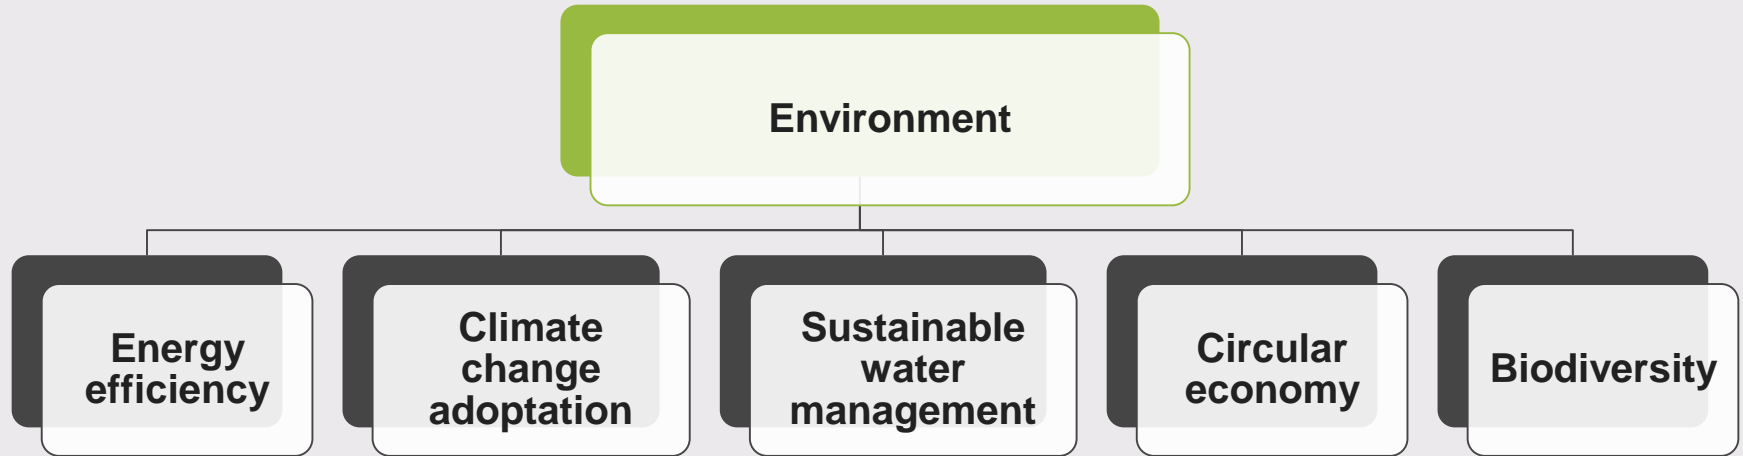 Environment
Energy
efficiency
Climate
change
adoptation
Sustainable
water
management
Circular
economy
Biodiversity